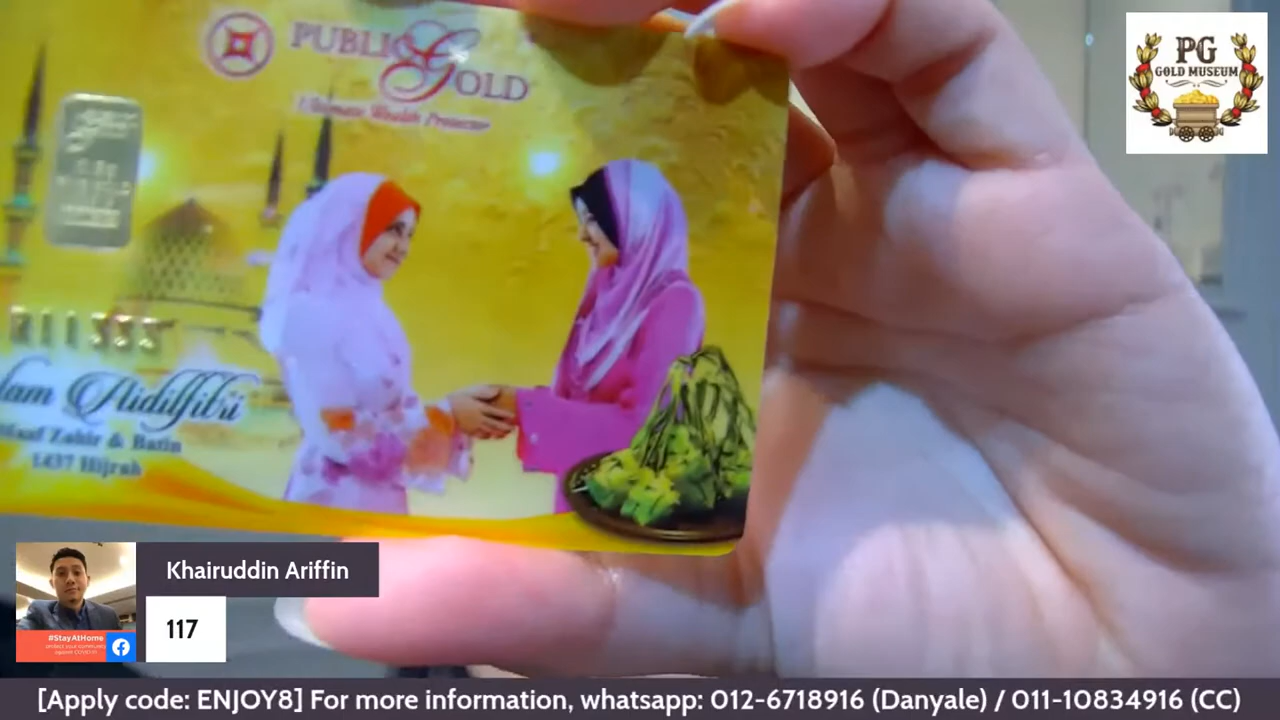 PUBLIC GOLD
Ultimate Wealth Protector
PG
GOLD MUSEUM
lam Aidilfitri
Maaf Zahir & Batin
1437 Hijrah
Khairuddin Ariffin
117
#StayAtHome
[Apply code: ENJOY8] For more information, whatsapp: 012-6718916 (Danyale) / 011-10834916 (CC)